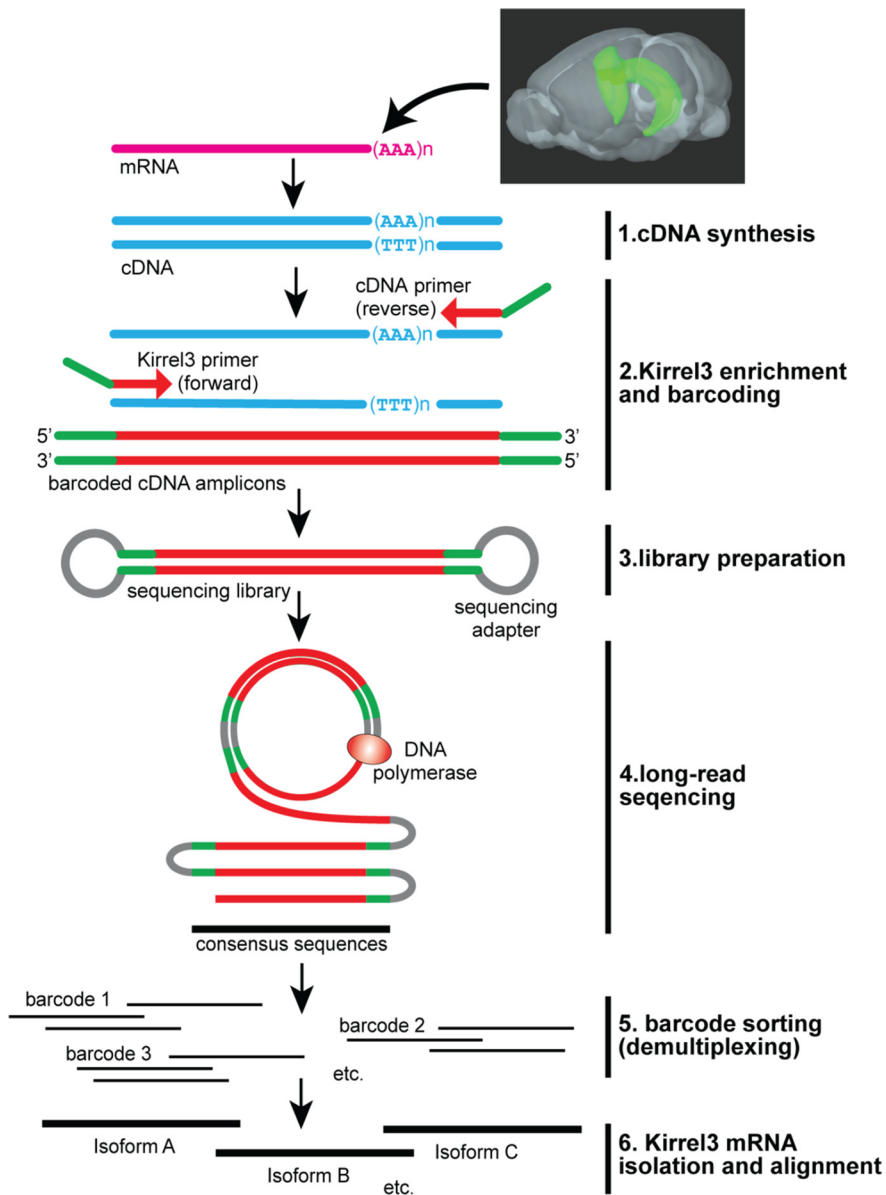 (AAA)n
mRNA
(AAA)n
(TTT)n
cDNA
1.cDNA synthesis
cDNA primer
(reverse)
(AAA)n
Kirrel3 primer
(forward)
(TTT)n
2.Kirrel3 enrichment
and barcoding
5’
3’
3’
5’
barcoded cDNA amplicons
3.library preparation
sequencing library
sequencing
adapter
DNA
polymerase
4.long-read
seqencing
consensus sequences
barcode 1
barcode 2
barcode 3
etc.
5. barcode sorting
(demultiplexing)
Isoform A
Isoform B
Isoform C
etc.
6. Kirrel3 mRNA
isolation and alignment